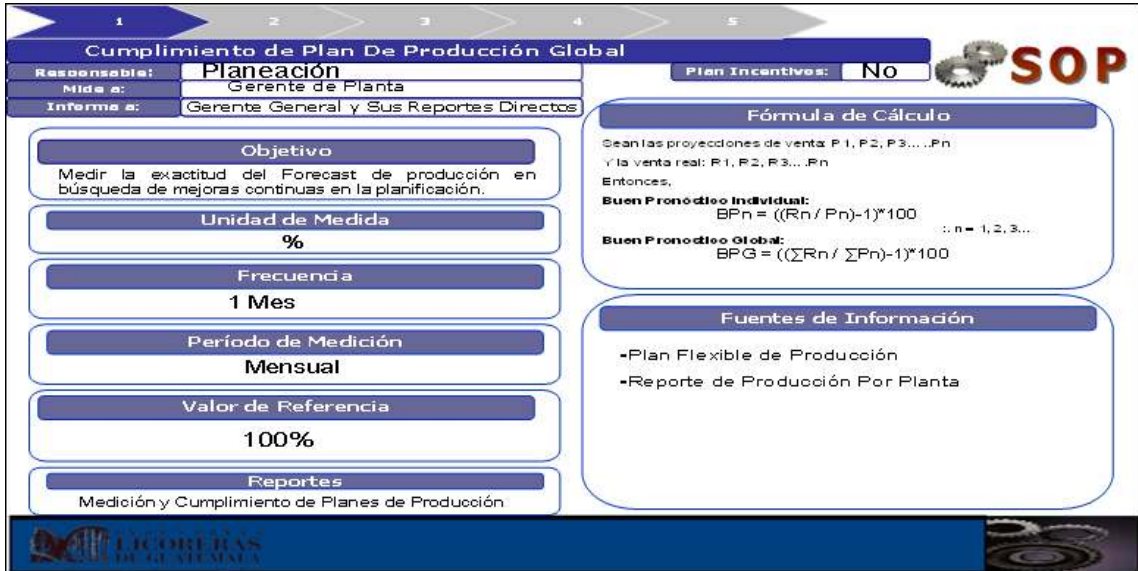 1 2 3 4 5
Cumplimiento de Plan De Producción Global
Responsable: Planeación
Plan Incentivos: No
SOP
Mide a: Gerente de Planta
Informa a: Gerente General y Sus Reportes Directos
Objetivo
Medir la exactitud del Forecast de producción en
búsqueda de mejoras continuas en la planificación.
Unidad de Medida
%
Frecuencia
1 Mes
Período de Medición
Mensual
Valor de Referencia
100%
Reportes
Medición y Cumplimiento de Planes de Producción
Fórmula de Cálculo
Sean las proyecciones de venta: P1, P2, P3.....Pn
Y la venta real: R1, R2, R3....Rn
Entonces,
Buen Pronóstico Individual:
BPn = ((Rn / Pn)-1)*100
∴ n = 1, 2, 3...
Buen Pronostico Global:
BPG = ((∑Rn / ∑Pn)-1)*100
Fuentes de Información
-Plan Flexible de Producción
-Reporte de Producción Por Planta
LICORERAS
DE GUATEMALA